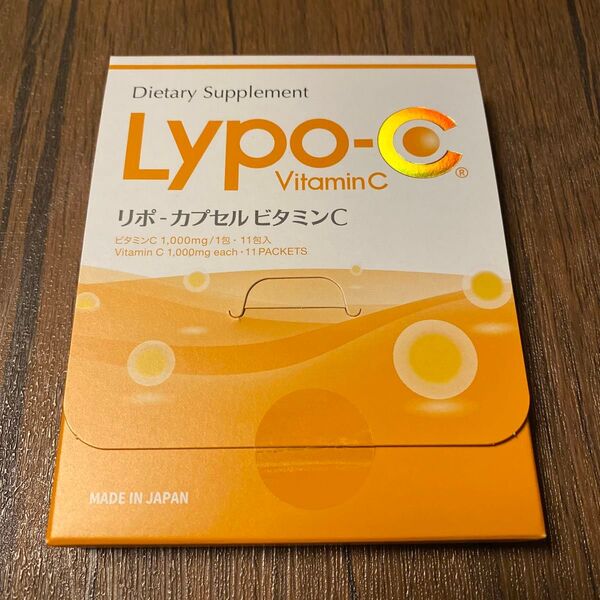 Dietary Supplement
Lypo-C
Vitamin C
®
リポ-カプセル ビタミンC
ビタミンC 1,000mg/1包・11包入
Vitamin C 1,000mg each・11 PACKETS
MADE IN JAPAN